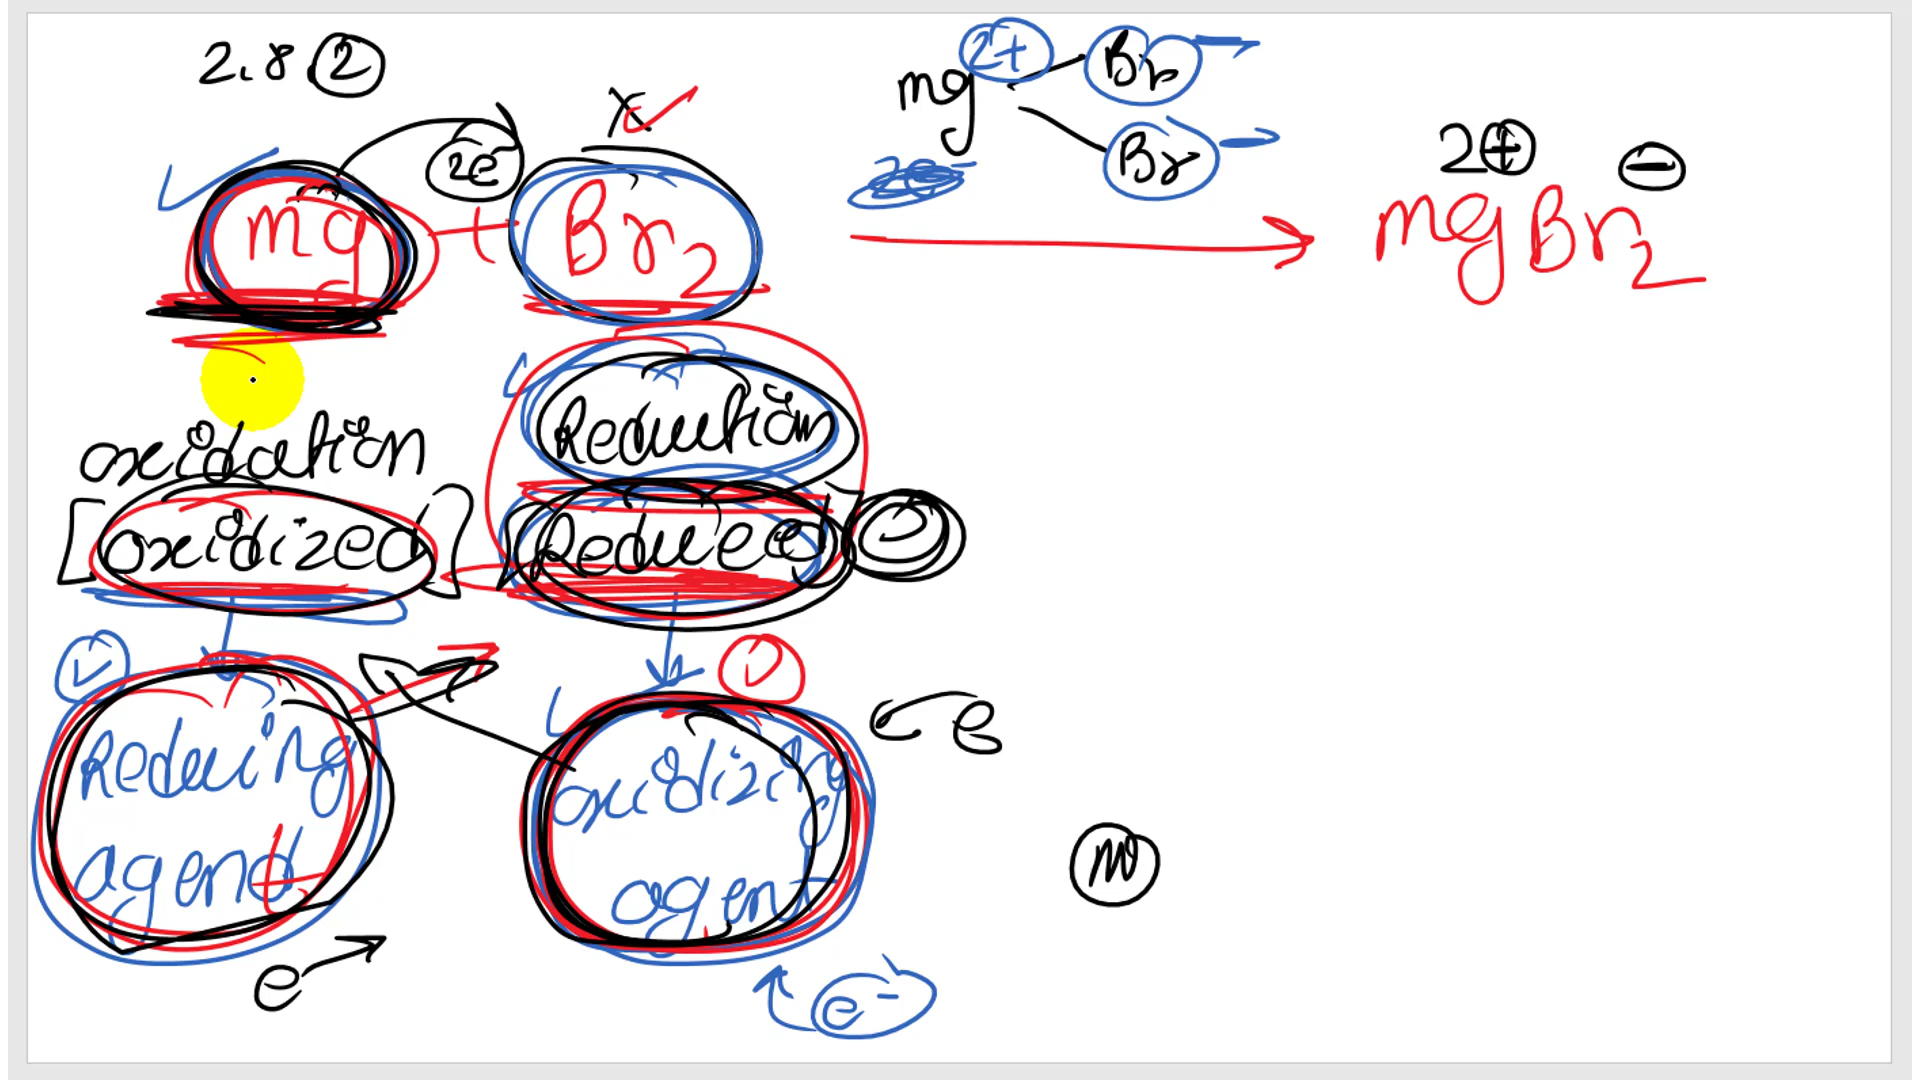 2.8.2
2e
x
mg 2+ Br
Br
2+ -
mg + Br2 → mgBr2
oxidation
Reduction
[oxidized]
[Reduced] e
Reducing
agent
oxidizing
agent
e
e
e-